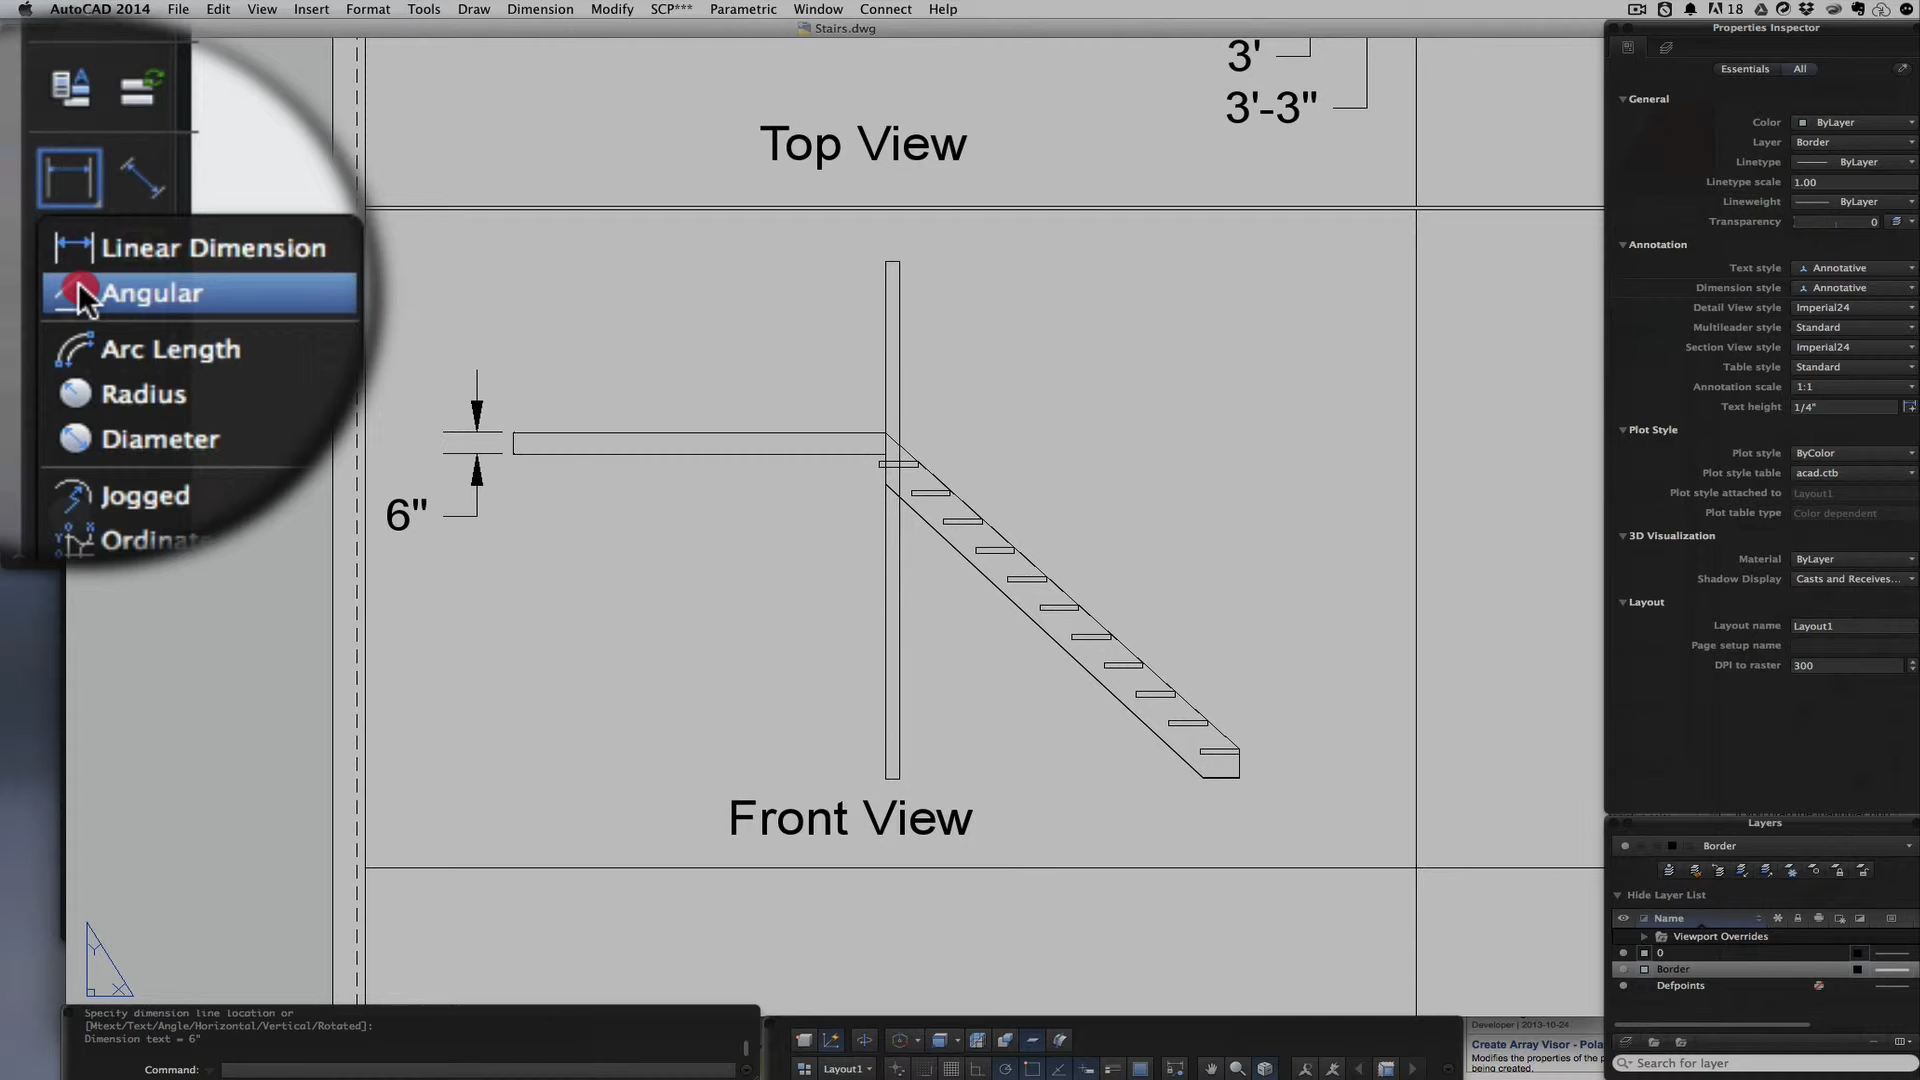 AutoCAD 2014 File Edit View Insert Format Tools Draw Dimension Modify SCP*** Parametric Window Connect Help 18
Stairs.dwg
Linear Dimension
Angular
Arc Length
Radius
Diameter
Jogged
3'
3'-3"
Top View
6"
Front View
Y
X
Specify dimension line location or
[Mtext/Text/Angle/Horizontal/Vertical/Rotated]:
Dimension text = 6"
Command:
Layout1
Developer | 2013-10-24
Create Array Visor - Pola
Modifies the properties of the p
being created.
Properties Inspector
Essentials All
General
Color ByLayer
Layer Border
Linetype ByLayer
Linetype scale 1.00
Lineweight ByLayer
Transparency 0
Annotation
Text style Annotative
Dimension style Annotative
Detail View style Imperial24
Multileader style Standard
Section View style Imperial24
Table style Standard
Annotation scale 1:1
Text height 1/4"
Plot Style
Plot style ByColor
Plot style table acad.ctb
Plot style attached to Layout1
Plot table type Color dependent
3D Visualization
Material ByLayer
Shadow Display Casts and Receives...
Layout
Layout name Layout1
Page setup name
DPI to raster 300
Layers
Border
Hide Layer List
Name
Viewport Overrides
0
Border
Defpoints
Search for layer